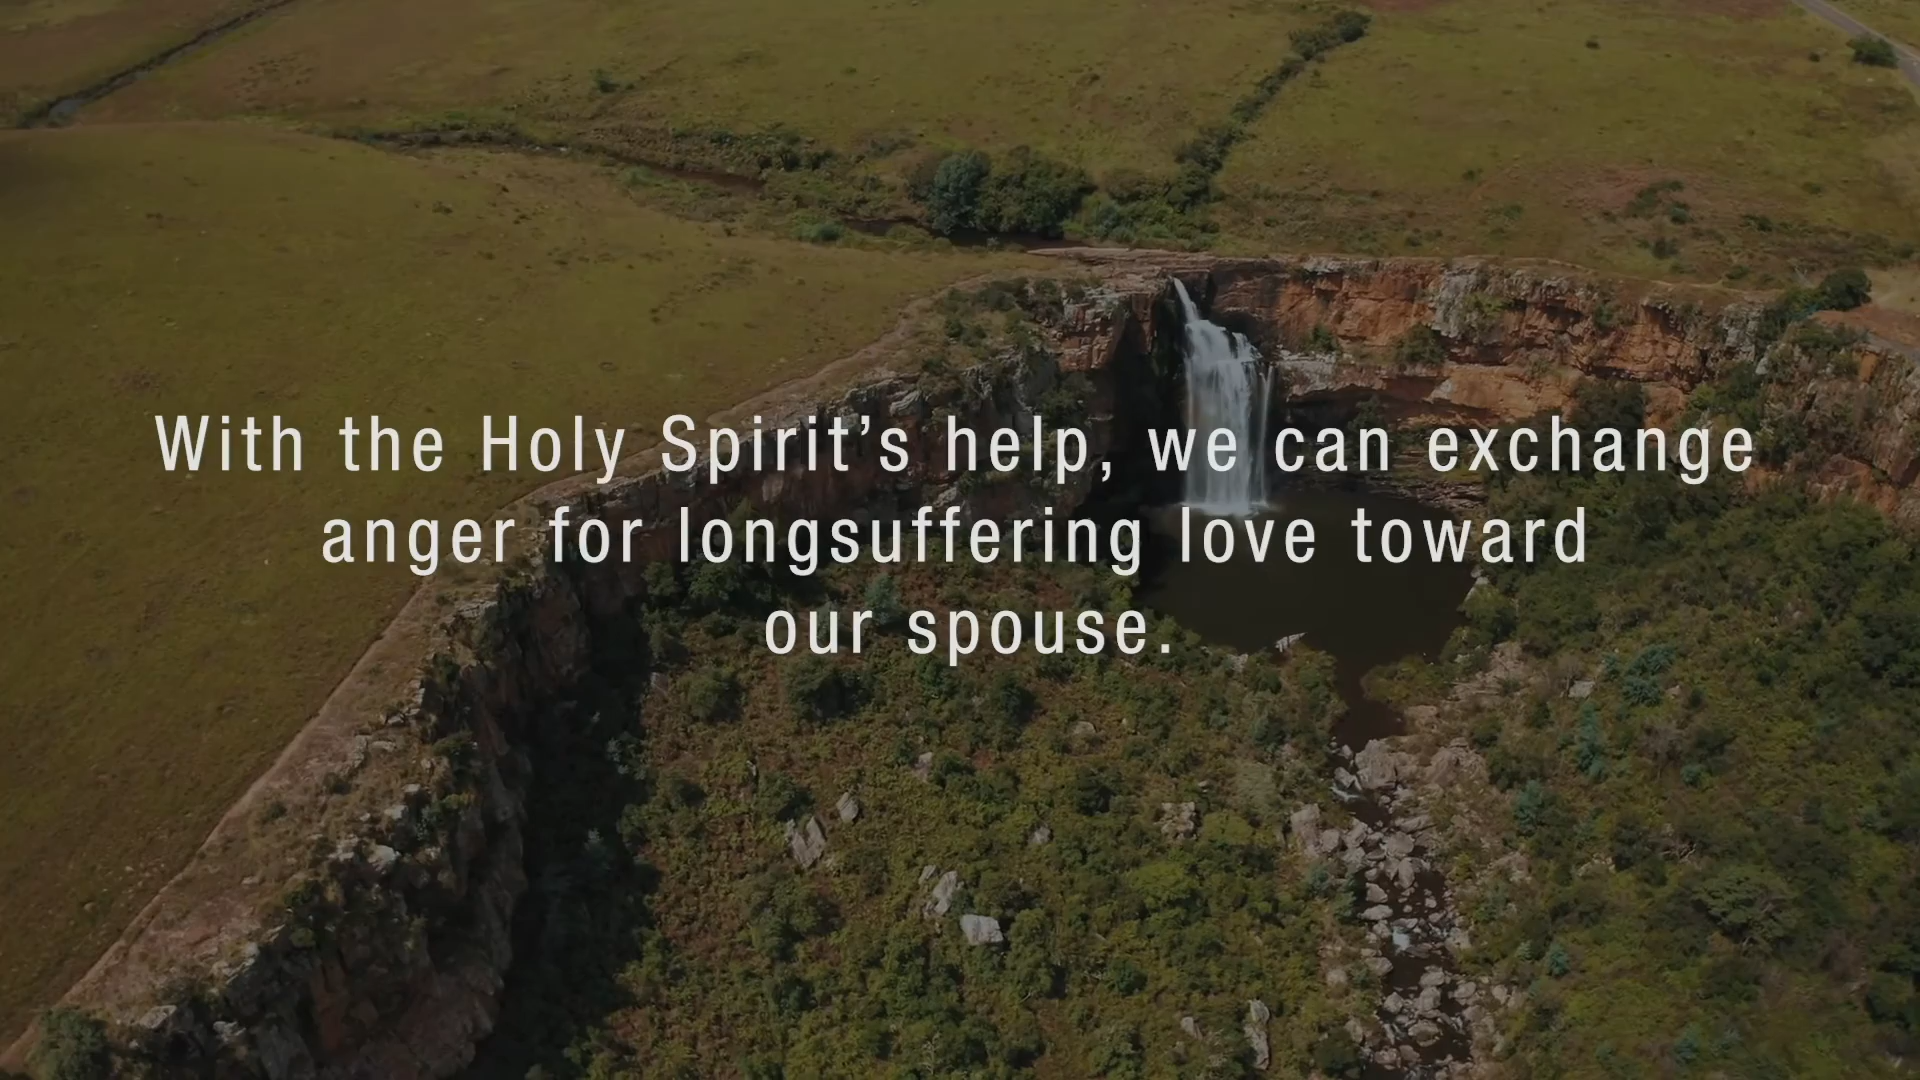 With the Holy Spirit’s help, we can exchange
anger for longsuffering love toward
our spouse.